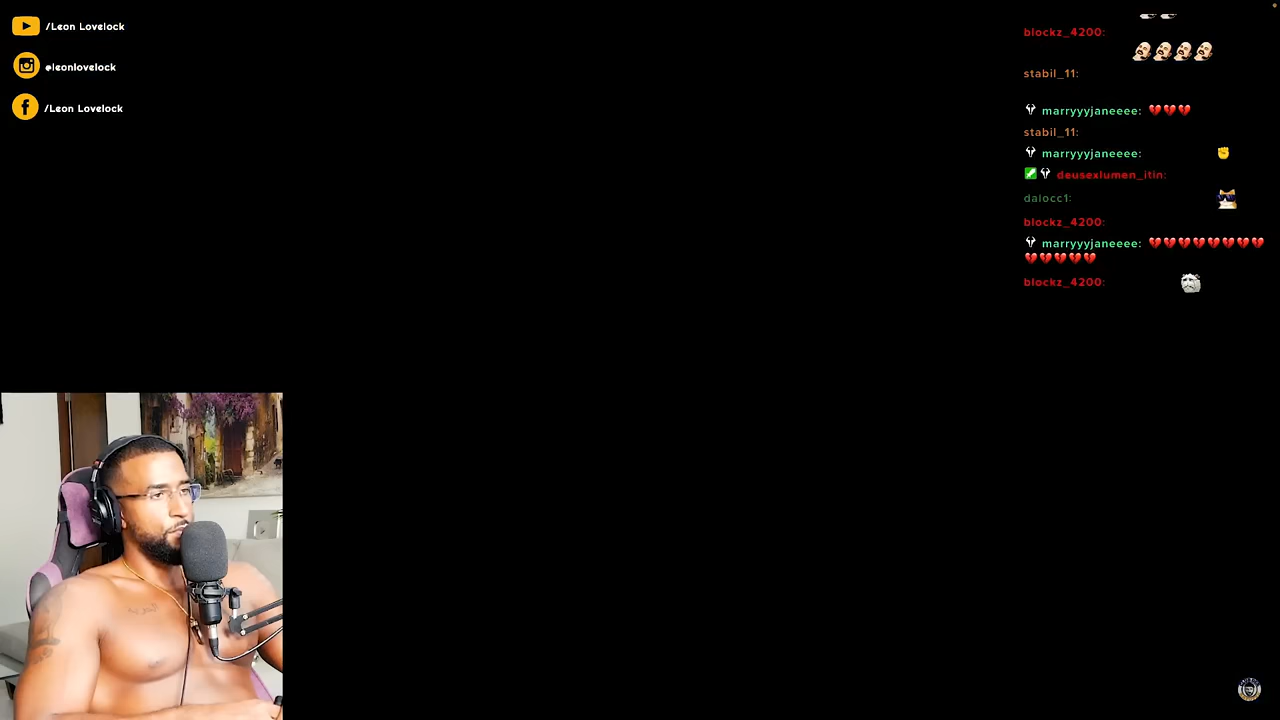 /Leon Lovelock
@leonlovelock
/Leon Lovelock
blockz_4200:
stabil_11:
marryyyjaneeee:
stabil_11:
marryyyjaneeee:
deusexlumen_itin:
dalocc1:
blockz_4200:
marryyyjaneeee:
blockz_4200: